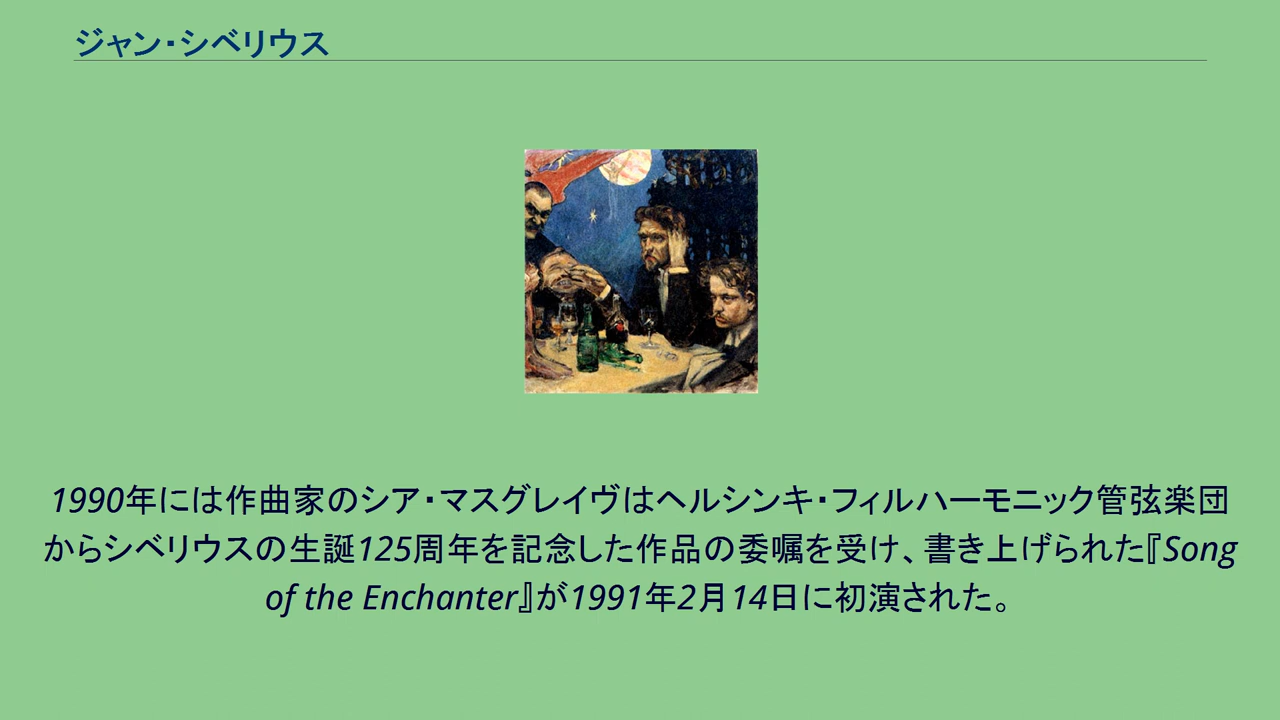 ジャン・シベリウス
1990年には作曲家のシア・マスグレイヴはヘルシンキ・フィルハーモニック管弦楽団
からシベリウスの生誕125周年を記念した作品の委嘱を受け、書き上げられた『Song
of the Enchanter』が1991年2月14日に初演された。